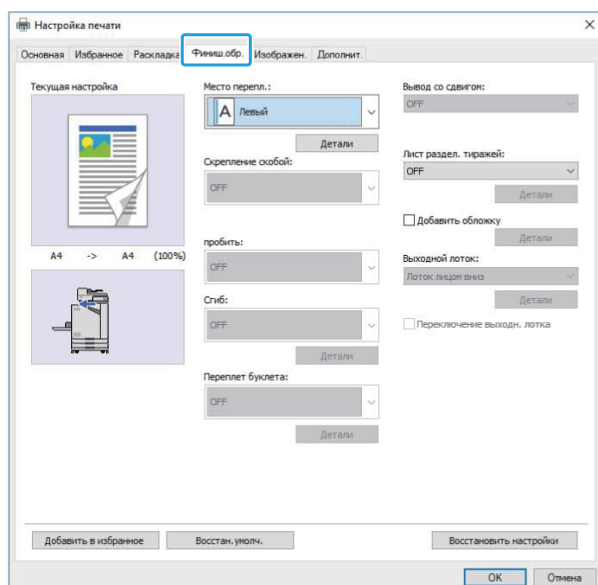 Настройка печати
Основная Избранное Раскладка Финиш.обр. Изображен. Дополнит.
Текущая настройка
A4 -> A4 (100%)
Место перепл.:
A Левый
Детали
Скрепление скобой:
OFF
пробить:
OFF
Сгиб:
OFF
Детали
Переплет буклета:
OFF
Детали
Вывод со сдвигом:
OFF
Лист раздел. тиражей:
OFF
Детали
Добавить обложку
Детали
Выходной лоток:
Лоток лицом вниз
Детали
Переключение выходн. лотка
Добавить в избранное Восстан.умолч. Восстановить настройки
OK Отмена